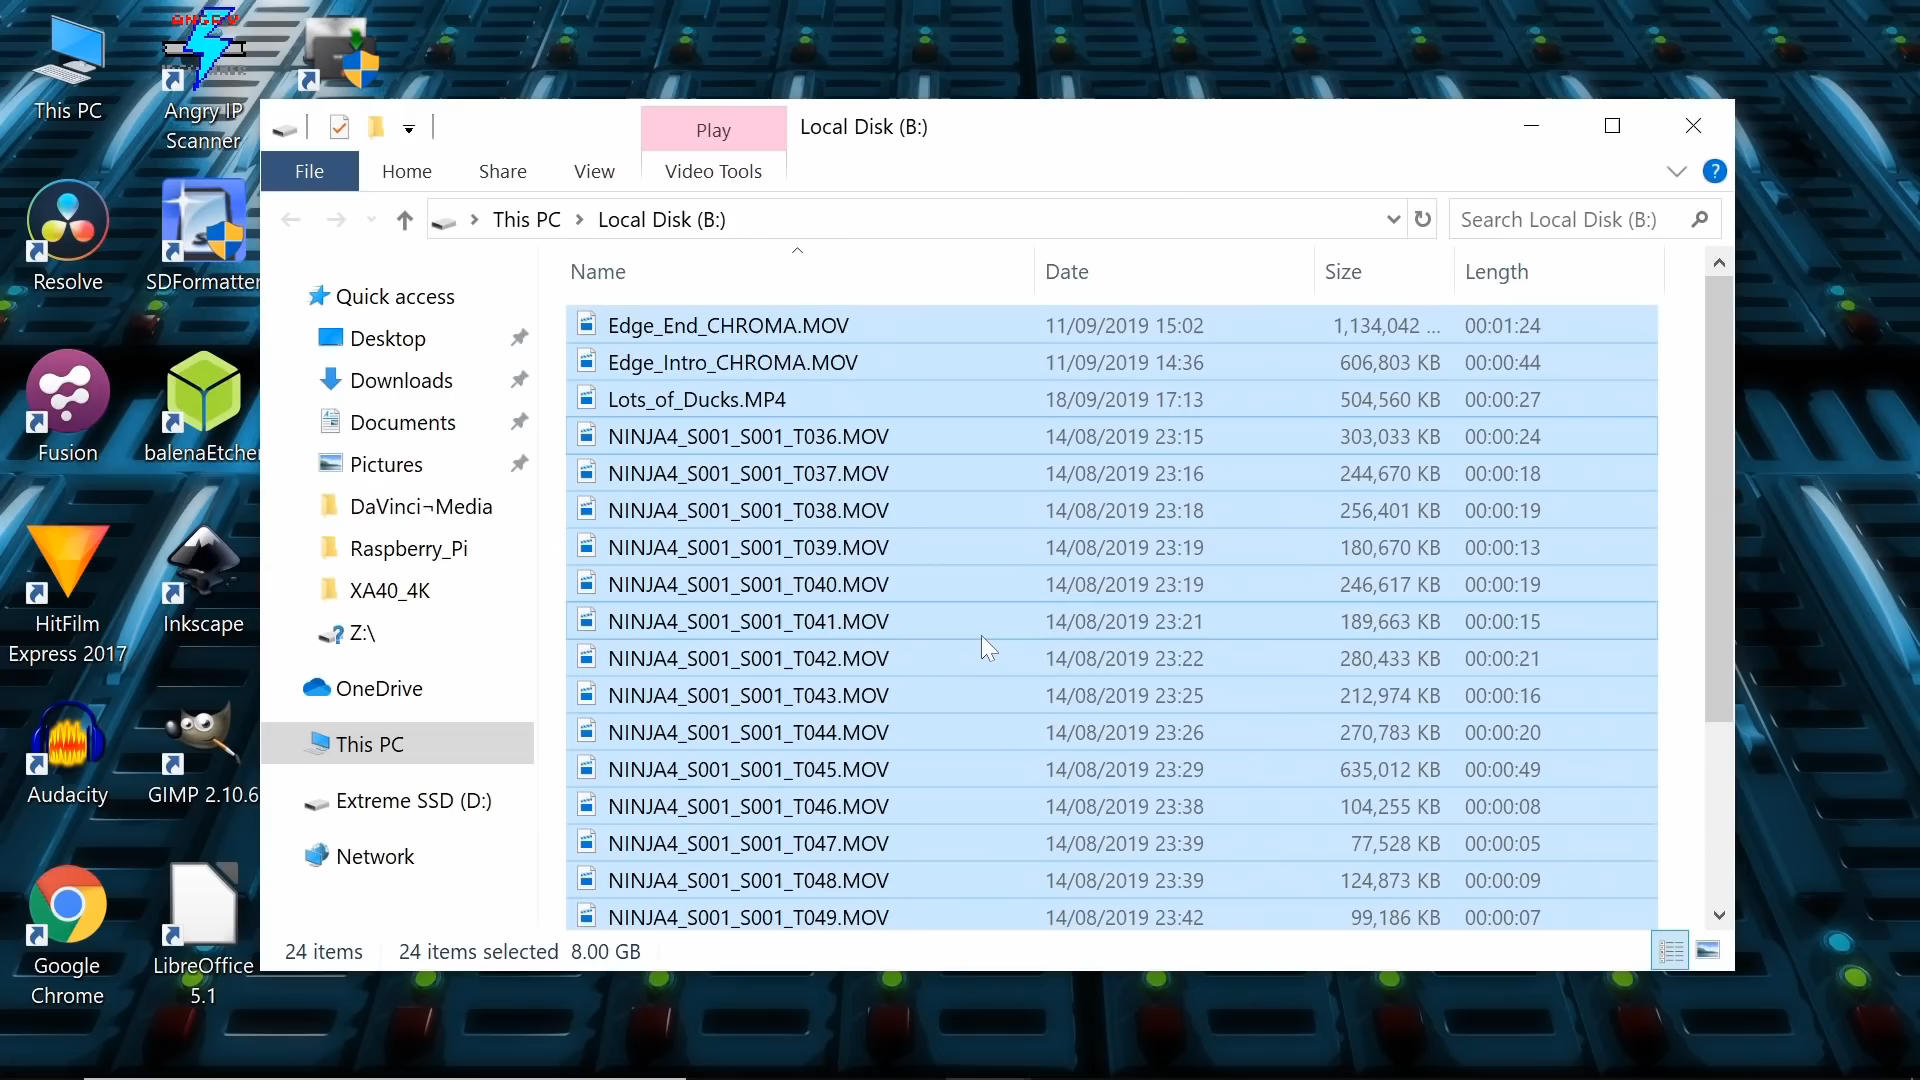 This PC
ANGRY
Angry IP
Scanner
Resolve
SDFormatter
Fusion
balenaEtcher
HitFilm
Express 2017
Inkscape
Audacity
GIMP 2.10.6
Google
Chrome
LibreOffice
5.1
Play
Local Disk (B:)
File
Home
Share
View
Video Tools
?
This PC
Local Disk (B:)
Search Local Disk (B:)
Quick access
Desktop
Downloads
Documents
Pictures
DaVinci¬Media
Raspberry_Pi
XA40_4K
Z:\
OneDrive
This PC
Extreme SSD (D:)
Network
Name Date Size Length
Edge_End_CHROMA.MOV 11/09/2019 15:02 1,134,042 ... 00:01:24
Edge_Intro_CHROMA.MOV 11/09/2019 14:36 606,803 KB 00:00:44
Lots_of_Ducks.MP4 18/09/2019 17:13 504,560 KB 00:00:27
NINJA4_S001_S001_T036.MOV 14/08/2019 23:15 303,033 KB 00:00:24
NINJA4_S001_S001_T037.MOV 14/08/2019 23:16 244,670 KB 00:00:18
NINJA4_S001_S001_T038.MOV 14/08/2019 23:18 256,401 KB 00:00:19
NINJA4_S001_S001_T039.MOV 14/08/2019 23:19 180,670 KB 00:00:13
NINJA4_S001_S001_T040.MOV 14/08/2019 23:19 246,617 KB 00:00:19
NINJA4_S001_S001_T041.MOV 14/08/2019 23:21 189,663 KB 00:00:15
NINJA4_S001_S001_T042.MOV 14/08/2019 23:22 280,433 KB 00:00:21
NINJA4_S001_S001_T043.MOV 14/08/2019 23:25 212,974 KB 00:00:16
NINJA4_S001_S001_T044.MOV 14/08/2019 23:26 270,783 KB 00:00:20
NINJA4_S001_S001_T045.MOV 14/08/2019 23:29 635,012 KB 00:00:49
NINJA4_S001_S001_T046.MOV 14/08/2019 23:38 104,255 KB 00:00:08
NINJA4_S001_S001_T047.MOV 14/08/2019 23:39 77,528 KB 00:00:05
NINJA4_S001_S001_T048.MOV 14/08/2019 23:39 124,873 KB 00:00:09
NINJA4_S001_S001_T049.MOV 14/08/2019 23:42 99,186 KB 00:00:07
24 items 24 items selected 8.00 GB